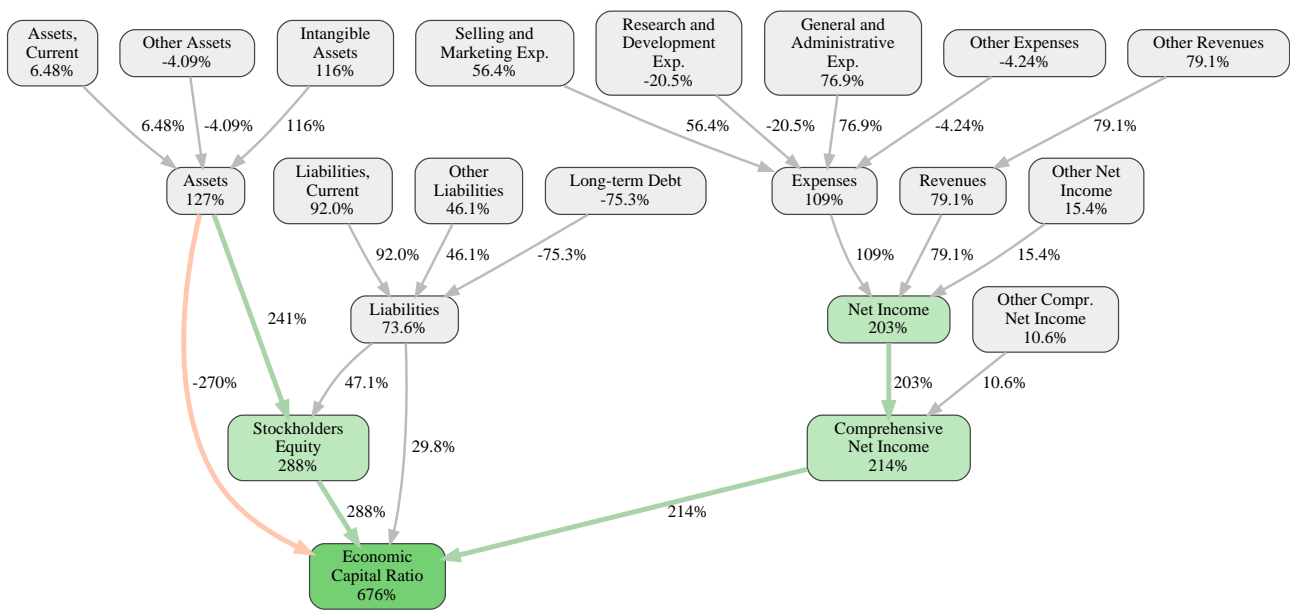 Assets,
Current
6.48%
Other Assets
-4.09%
Intangible
Assets
116%
Selling and
Marketing Exp.
56.4%
Research and
Development
Exp.
-20.5%
General and
Administrative
Exp.
76.9%
Other Expenses
-4.24%
Other Revenues
79.1%
6.48%
-4.09%
116%
56.4%
-20.5%
76.9%
-4.24%
79.1%
Assets
127%
Liabilities,
Current
92.0%
Other
Liabilities
46.1%
Long-term Debt
-75.3%
Expenses
109%
Revenues
79.1%
Other Net
Income
15.4%
92.0%
46.1%
-75.3%
109%
79.1%
15.4%
Liabilities
73.6%
Net Income
203%
Other Compr.
Net Income
10.6%
241%
-270%
47.1%
203%
10.6%
Stockholders
Equity
288%
29.8%
Comprehensive
Net Income
214%
288%
214%
Economic
Capital Ratio
676%